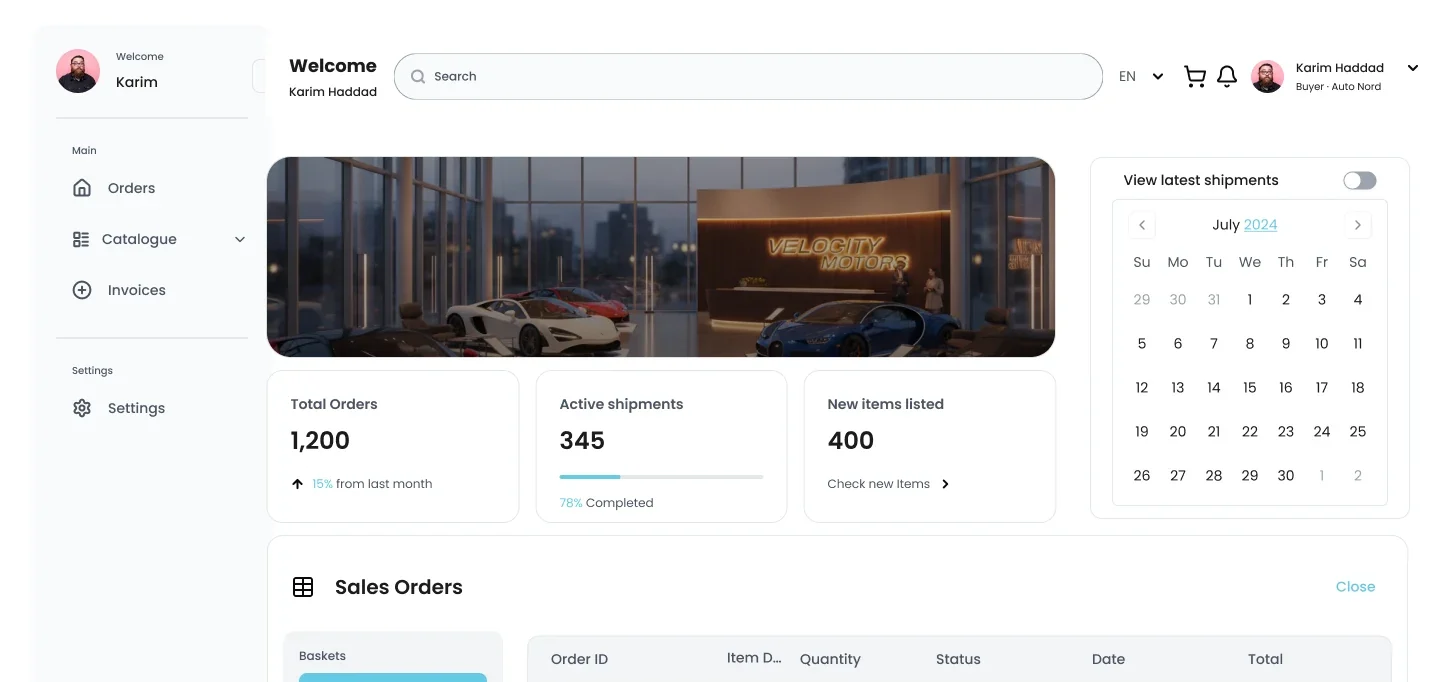 Welcome
Karim
Main
Orders
Catalogue
Invoices
Settings
Settings
Welcome
Karim Haddad
Search
EN
Karim Haddad
Buyer · Auto Nord
VELOCITY
MOTORS
Total Orders
1,200
15% from last month
Active shipments
345
78% Completed
New items listed
400
Check new Items
View latest shipments
July 2024
Su Mo Tu We Th Fr Sa
29 30 31 1 2 3 4
5 6 7 8 9 10 11
12 13 14 15 16 17 18
19 20 21 22 23 24 25
26 27 28 29 30 1 2
Sales Orders
Close
Baskets
Order ID Item D... Quantity Status Date Total